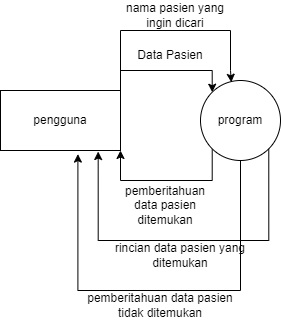 nama pasien yang
ingin dicari
Data Pasien
pengguna
program
pemberitahuan
data pasien
ditemukan
rincian data pasien yang
ditemukan
pemberitahuan data pasien
tidak ditemukan